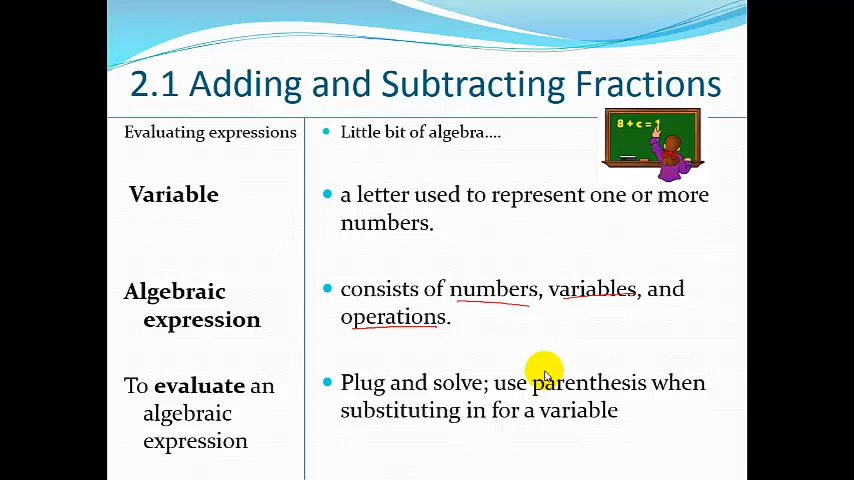 2.1 Adding and Subtracting Fractions
Evaluating expressions
• Little bit of algebra....
8 + c = 1
Variable
• a letter used to represent one or more
numbers.
Algebraic
expression
• consists of numbers, variables, and
operations.
To evaluate an
algebraic
expression
• Plug and solve; use parenthesis when
substituting in for a variable